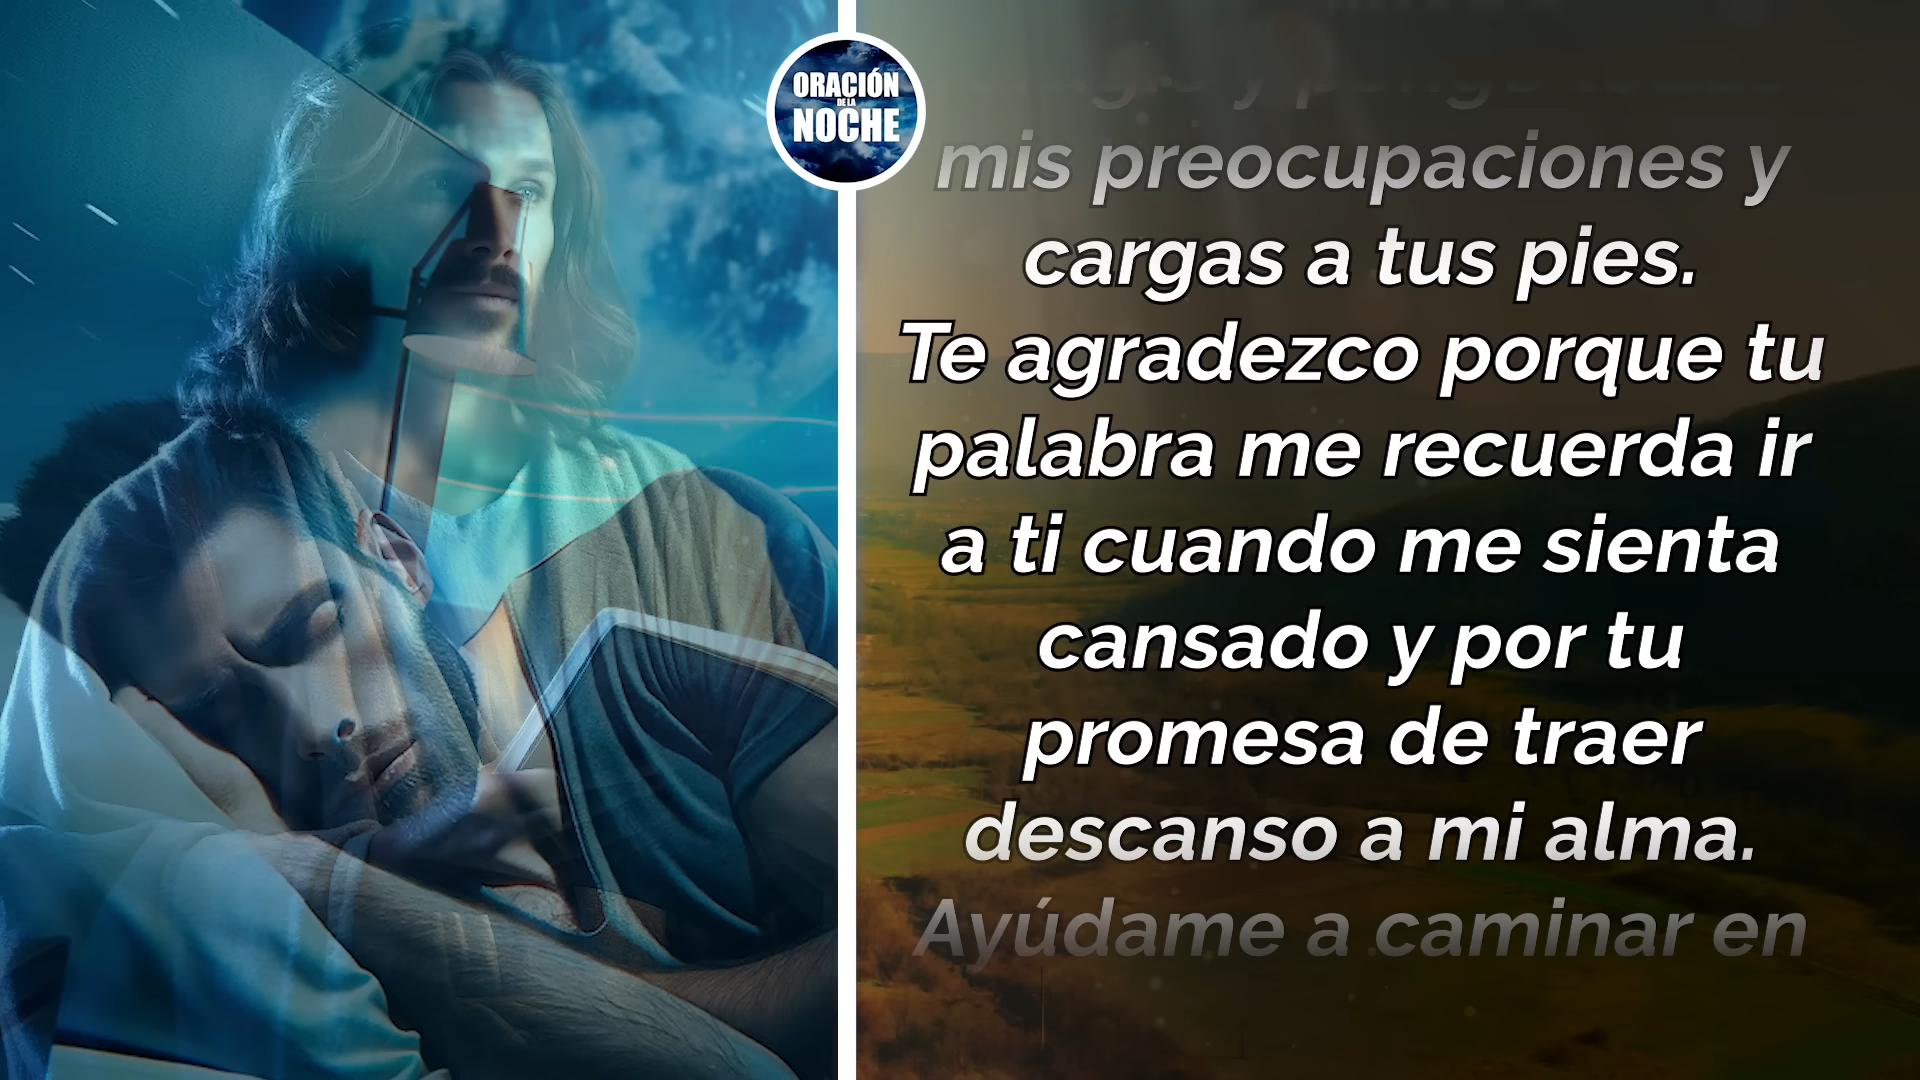 ORACIÓN
DE LA
NOCHE
mis preocupaciones y
cargas a tus pies.
Te agradezco porque tu
palabra me recuerda ir
a ti cuando me sienta
cansado y por tu
promesa de traer
descanso a mi alma.
Ayúdame a caminar en